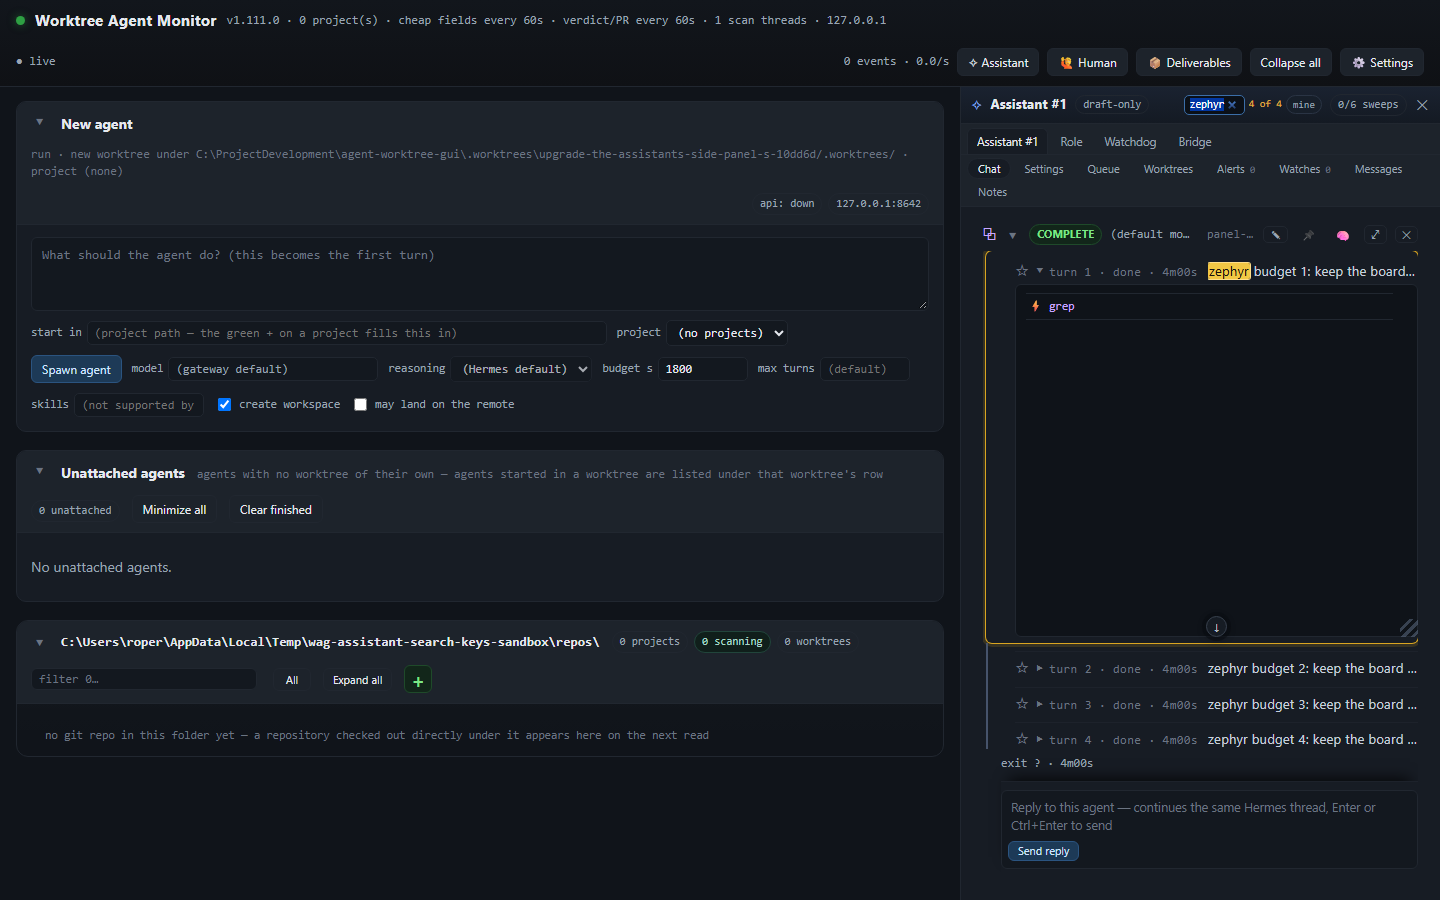 Worktree Agent Monitor v1.111.0 · 0 project(s) · cheap fields every 60s · verdict/PR every 60s · 1 scan threads · 127.0.0.1
live
0 events · 0.0/s
Assistant
Human
Deliverables
Collapse all
Settings
New agent
run · new worktree under C:\ProjectDevelopment\agent-worktree-gui\.worktrees\upgrade-the-assistants-side-panel-s-10dd6d/.worktrees/ ·
project (none)
api: down 127.0.0.1:8642
What should the agent do? (this becomes the first turn)
start in (project path — the green + on a project fills this in) project (no projects)
Spawn agent model (gateway default) reasoning (Hermes default) budget s 1800 max turns (default)
skills (not supported by create workspace may land on the remote
Unattached agents agents with no worktree of their own — agents started in a worktree are listed under that worktree's row
0 unattached Minimize all Clear finished
No unattached agents.
C:\Users\roper\AppData\Local\Temp\wag-assistant-search-keys-sandbox\repos\ 0 projects 0 scanning 0 worktrees
filter 0… All Expand all +
no git repo in this folder yet — a repository checked out directly under it appears here on the next read
Assistant #1 draft-only zephyr × 4 of 4 mine 0/6 sweeps
Assistant #1 Role Watchdog Bridge
Chat Settings Queue Worktrees Alerts 0 Watches 0 Messages
Notes
COMPLETE (default mo… panel-…
turn 1 · done · 4m00s zephyr budget 1: keep the board…
grep
turn 2 · done · 4m00s zephyr budget 2: keep the board …
turn 3 · done · 4m00s zephyr budget 3: keep the board …
turn 4 · done · 4m00s zephyr budget 4: keep the board …
exit ? · 4m00s
Reply to this agent — continues the same Hermes thread, Enter or
Ctrl+Enter to send
Send reply